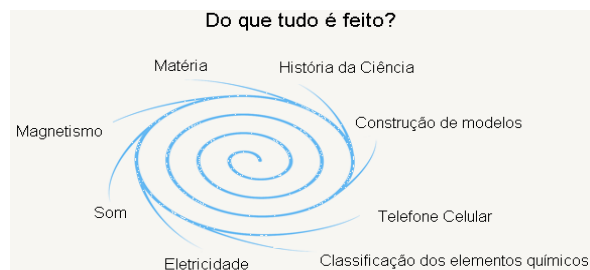 Do que tudo é feito?
Matéria
História da Ciência
Construção de modelos
Magnetismo
Som
Telefone Celular
Eletricidade
Classificação dos elementos químicos